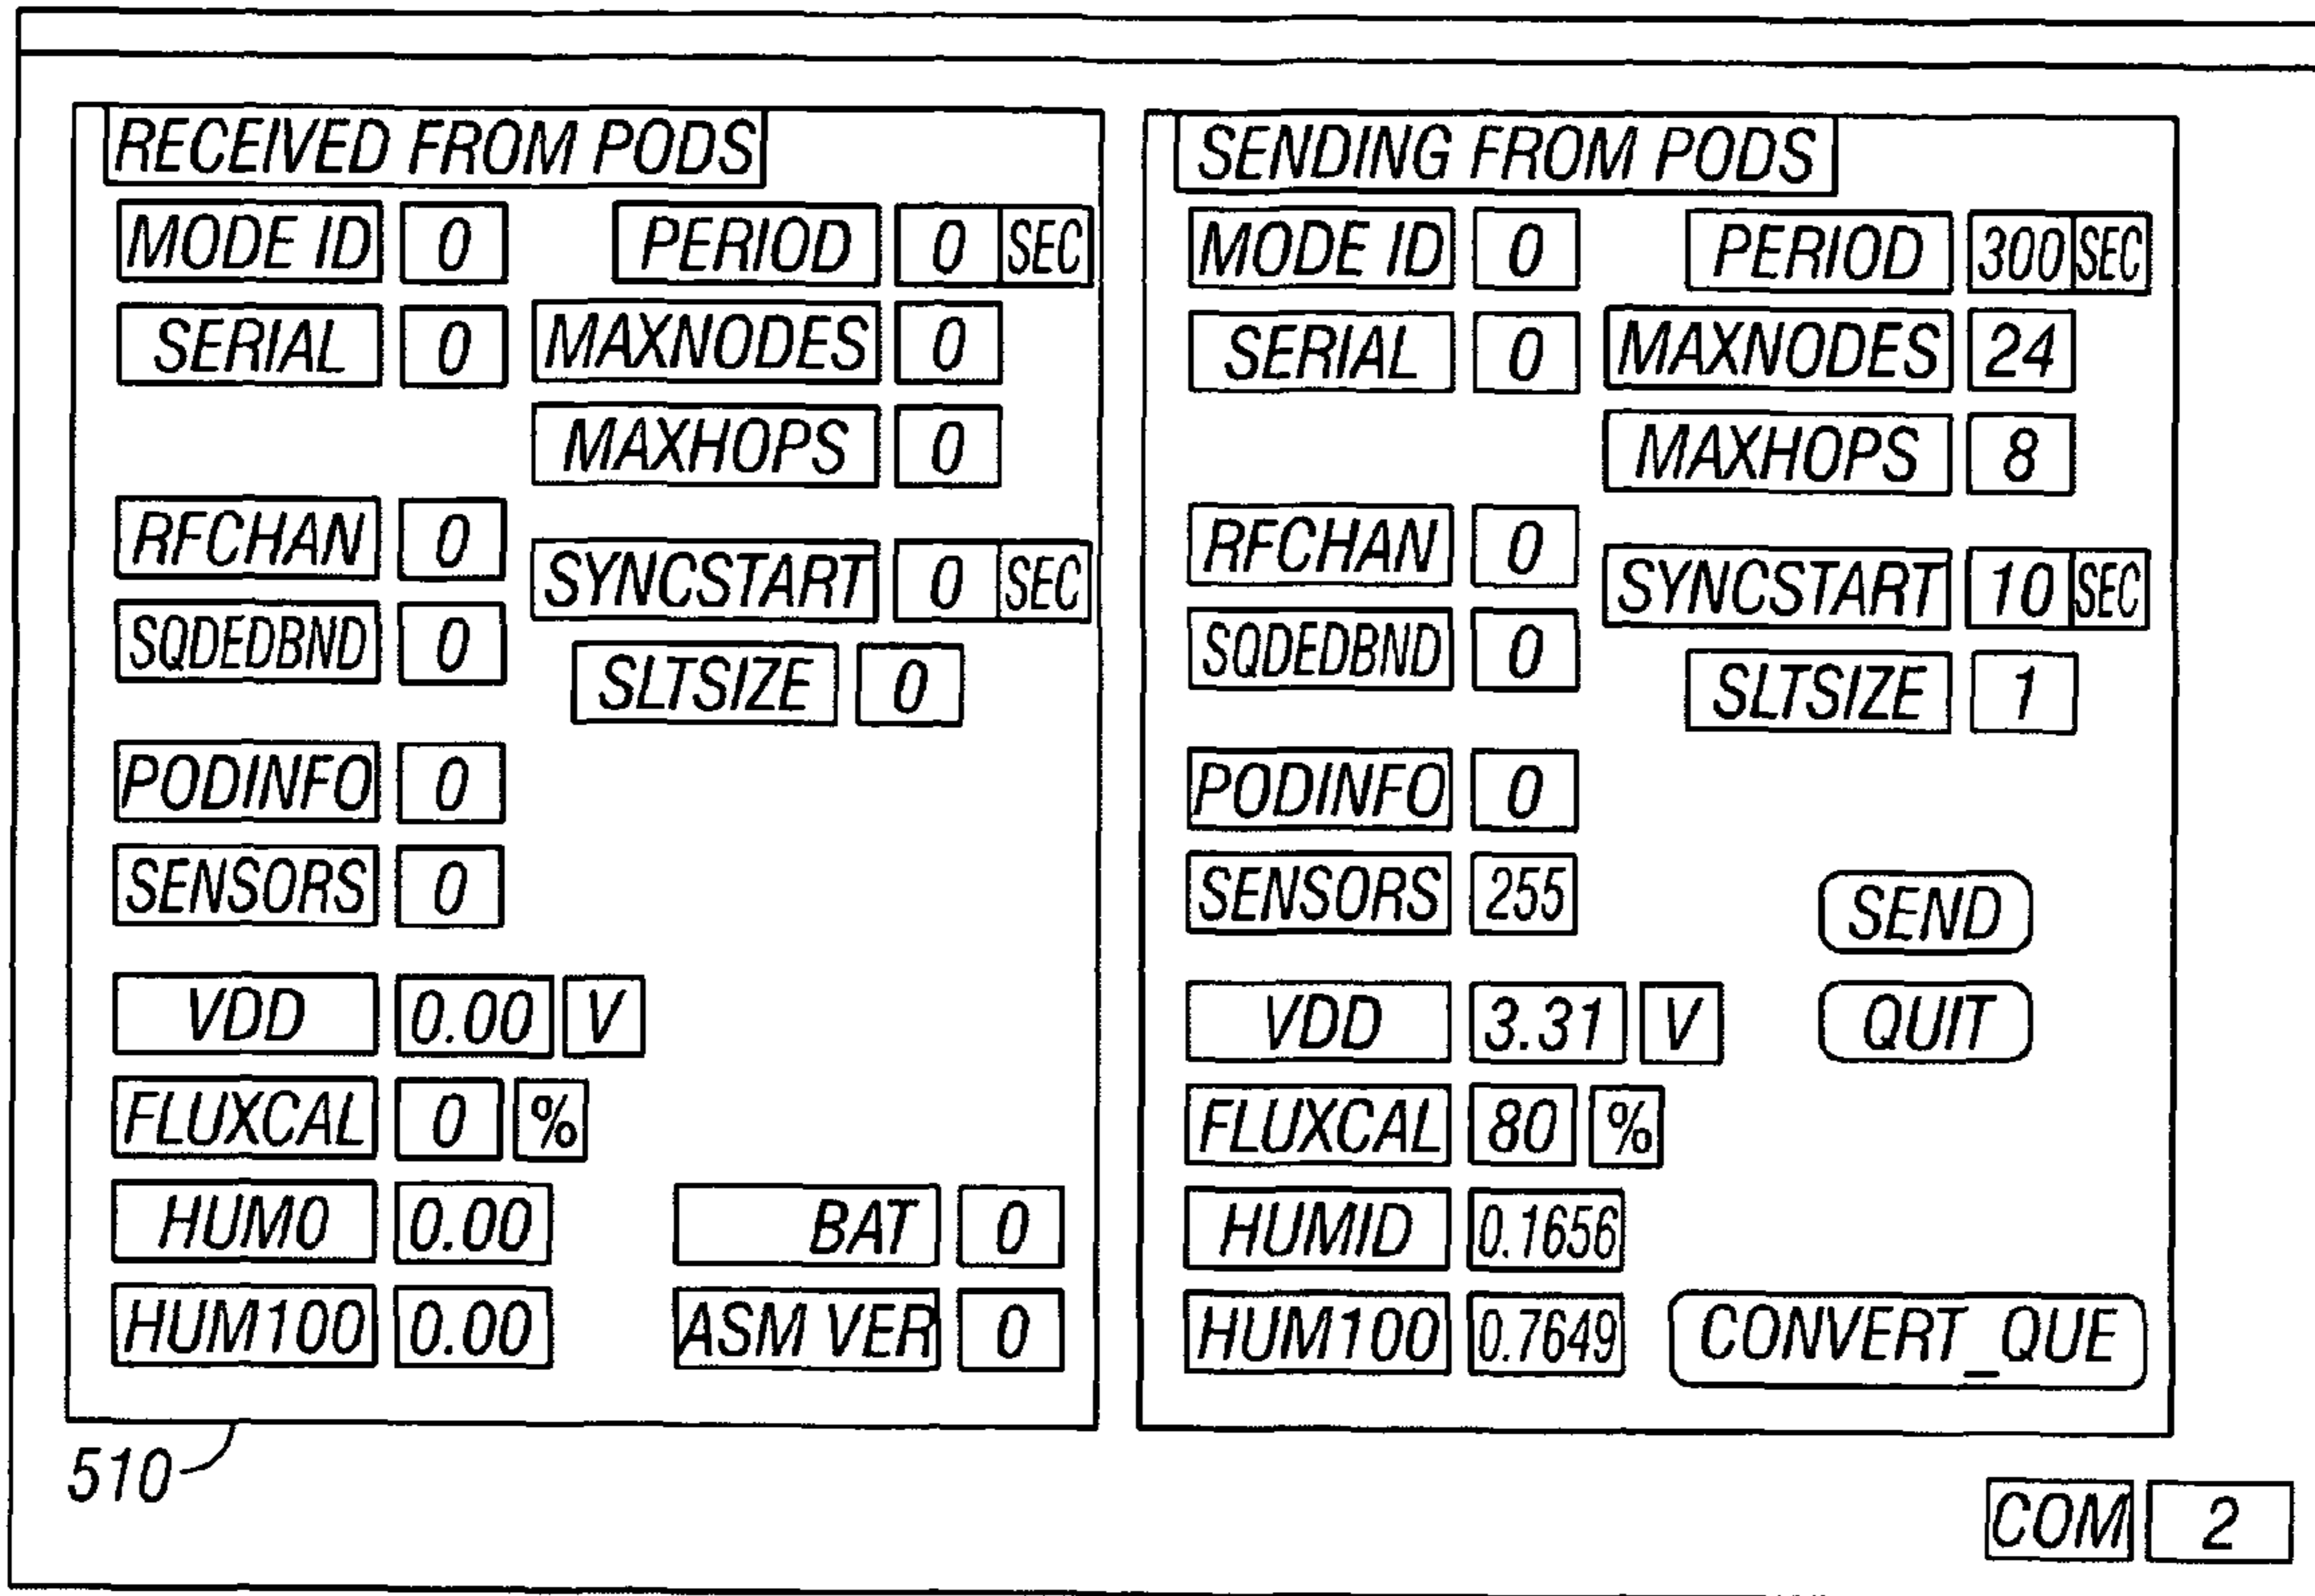 RECEIVED FROM PODS
MODE ID 0 PERIOD 0 SEC
SERIAL 0 MAXNODES 0
MAXHOPS 0
RFCHAN 0
SYNCSTART 0 SEC
SQDEDBND 0
SLTSIZE 0
PODINFO 0
SENSORS 0
VDD 0.00 V
FLUXCAL 0 %
HUM0 0.00 BAT 0
HUM100 0.00 ASM VER 0
510
SENDING FROM PODS
MODE ID 0 PERIOD 300 SEC
SERIAL 0 MAXNODES 24
MAXHOPS 8
RFCHAN 0
SYNCSTART 10 SEC
SQDEDBND 0
SLTSIZE 1
PODINFO 0
SENSORS 255
SEND
VDD 3.31 V QUIT
FLUXCAL 80 %
HUMID 0.1656
HUM100 0.7649 CONVERT_QUE
COM 2